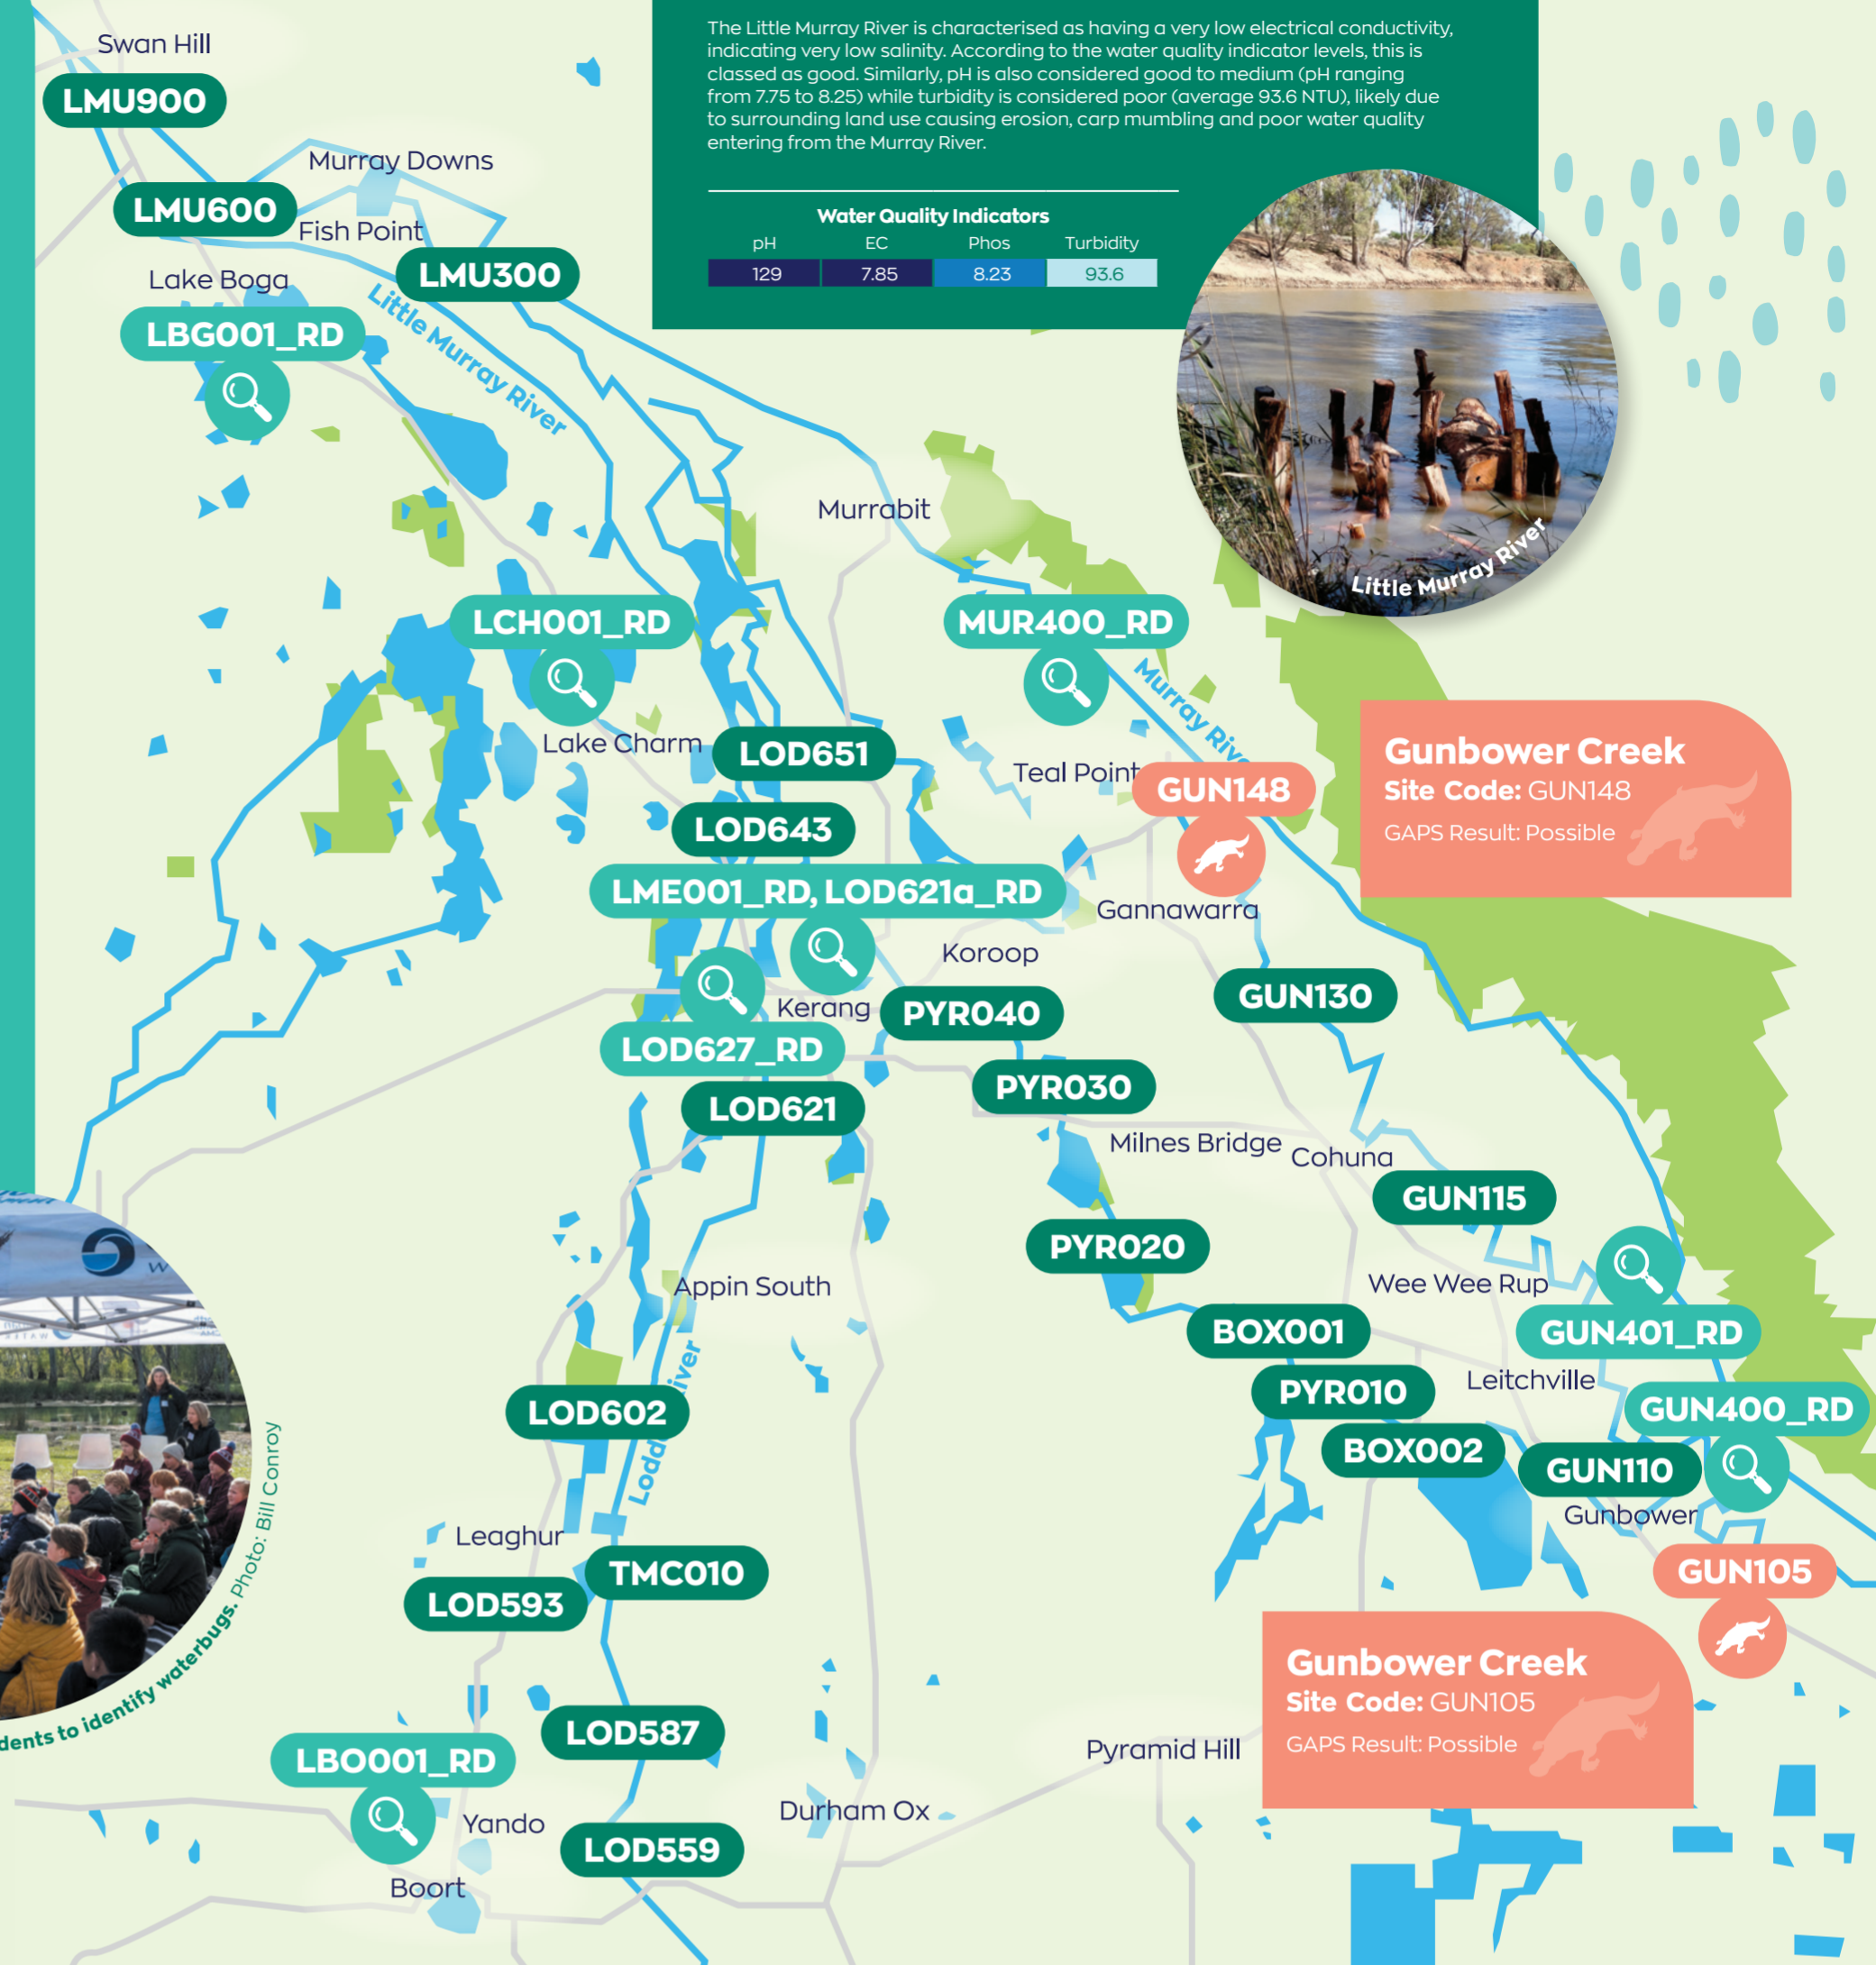 The Little Murray River is characterised as having a very low electrical conductivity,
indicating very low salinity. According to the water quality indicator levels, this is
classed as good. Similarly, pH is also considered good to medium (pH ranging
from 7.75 to 8.25) while turbidity is considered poor (average 93.6 NTU), likely due
to surrounding land use causing erosion, carp mumbling and poor water quality
entering from the Murray River.
Water Quality Indicators
pH EC Phos Turbidity
129 7.85 8.23 93.6
Little Murray River
Swan Hill
LMU900
Murray Downs
LMU600
Fish Point
LMU300
Lake Boga
LBG001_RD
Little Murray River
Murrabit
LCH001_RD
MUR400_RD
Murray Rive
Lake Charm
LOD651
Teal Point
GUN148
Gunbower Creek
Site Code: GUN148
GAPS Result: Possible
LOD643
LME001_RD, LOD621a_RD
Gannawarra
Koroop
GUN130
Kerang
PYR040
LOD627_RD
PYR030
LOD621
Milnes Bridge
Cohuna
GUN115
PYR020
Appin South
Wee Wee Rup
BOX001
GUN401_RD
PYR010
Leitchville
GUN400_RD
LOD602
Lodd iver
BOX002
GUN110
Gunbower
Leaghur
TMC010
LOD593
GUN105
Gunbower Creek
Site Code: GUN105
GAPS Result: Possible
dents to identify waterbugs. Photo: Bill Conroy
LOD587
LBO001_RD
Pyramid Hill
Durham Ox
Yando
LOD559
Boort